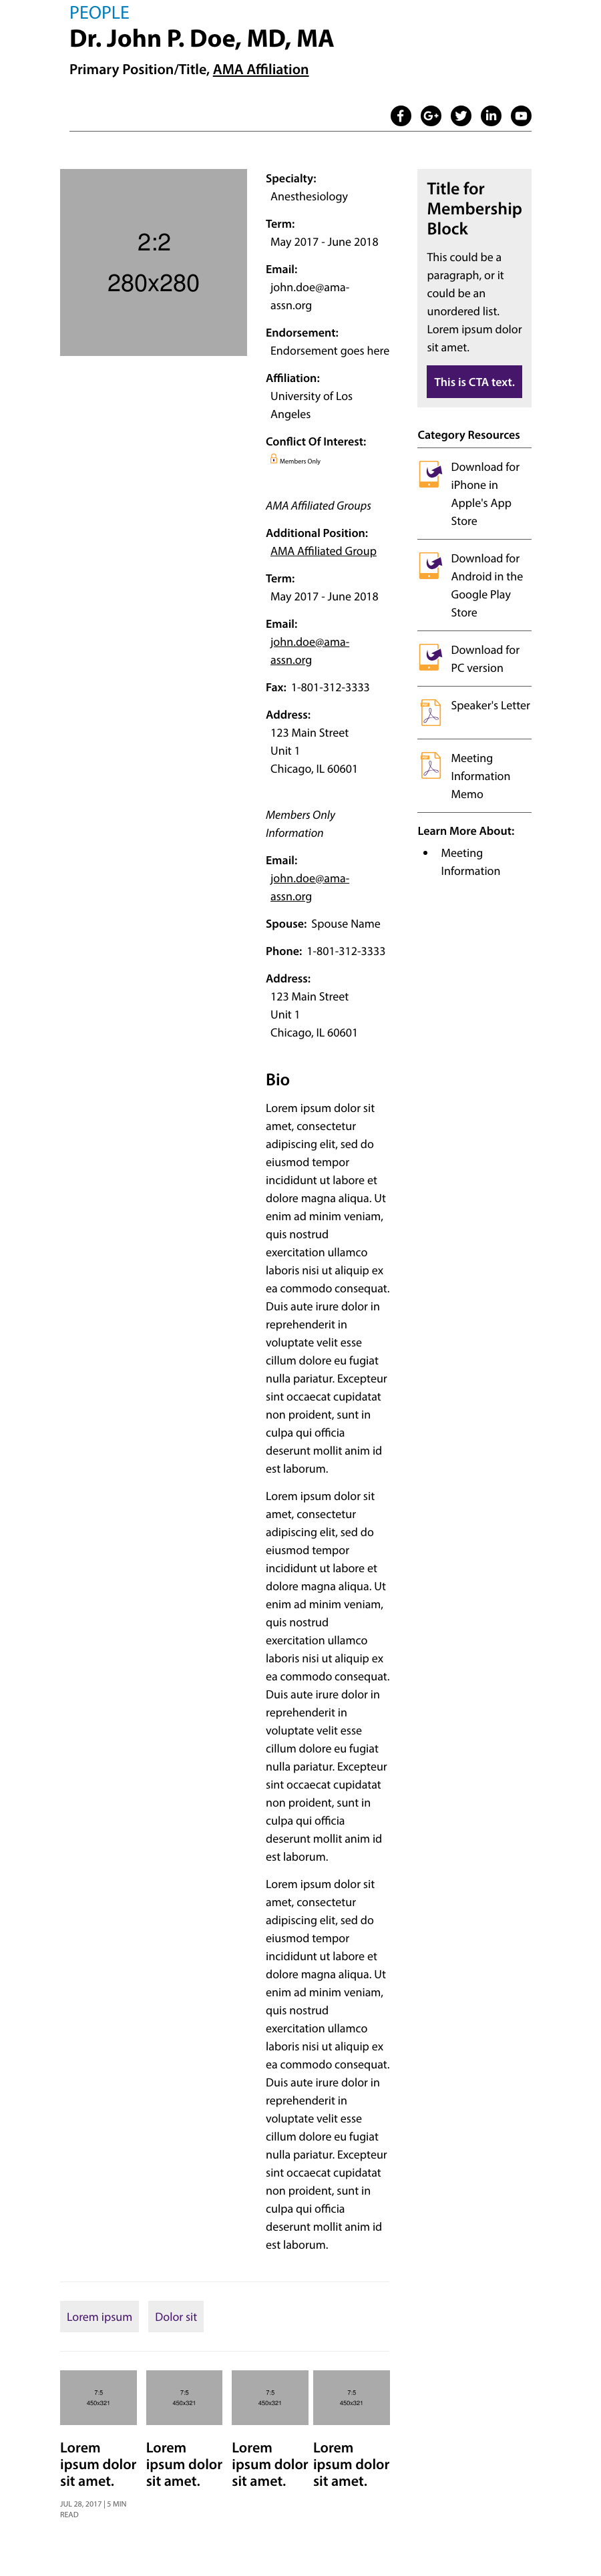 PEOPLE
Dr. John P. Doe, MD, MA
Primary Position/Title, AMA Affiliation
2:2
280x280
Specialty:
Anesthesiology
Term:
May 2017 - June 2018
Email:
john.doe@ama-
assn.org
Endorsement:
Endorsement goes here
Affiliation:
University of Los
Angeles
Conflict Of Interest:
Members Only
AMA Affiliated Groups
Additional Position:
AMA Affiliated Group
Term:
May 2017 - June 2018
Email:
john.doe@ama-
assn.org
Fax: 1-801-312-3333
Address:
123 Main Street
Unit 1
Chicago, IL 60601
Members Only
Information
Email:
john.doe@ama-
assn.org
Spouse: Spouse Name
Phone: 1-801-312-3333
Address:
123 Main Street
Unit 1
Chicago, IL 60601
Bio
Lorem ipsum dolor sit
amet, consectetur
adipiscing elit, sed do
eiusmod tempor
incididunt ut labore et
dolore magna aliqua. Ut
enim ad minim veniam,
quis nostrud
exercitation ullamco
laboris nisi ut aliquip ex
ea commodo consequat.
Duis aute irure dolor in
reprehenderit in
voluptate velit esse
cillum dolore eu fugiat
nulla pariatur. Excepteur
sint occaecat cupidatat
non proident, sunt in
culpa qui officia
deserunt mollit anim id
est laborum.
Lorem ipsum dolor sit
amet, consectetur
adipiscing elit, sed do
eiusmod tempor
incididunt ut labore et
dolore magna aliqua. Ut
enim ad minim veniam,
quis nostrud
exercitation ullamco
laboris nisi ut aliquip ex
ea commodo consequat.
Duis aute irure dolor in
reprehenderit in
voluptate velit esse
cillum dolore eu fugiat
nulla pariatur. Excepteur
sint occaecat cupidatat
non proident, sunt in
culpa qui officia
deserunt mollit anim id
est laborum.
Lorem ipsum dolor sit
amet, consectetur
adipiscing elit, sed do
eiusmod tempor
incididunt ut labore et
dolore magna aliqua. Ut
enim ad minim veniam,
quis nostrud
exercitation ullamco
laboris nisi ut aliquip ex
ea commodo consequat.
Duis aute irure dolor in
reprehenderit in
voluptate velit esse
cillum dolore eu fugiat
nulla pariatur. Excepteur
sint occaecat cupidatat
non proident, sunt in
culpa qui officia
deserunt mollit anim id
est laborum.
Title for
Membership
Block
This could be a
paragraph, or it
could be an
unordered list.
Lorem ipsum dolor
sit amet.
This is CTA text.
Category Resources
Download for
iPhone in
Apple's App
Store
Download for
Android in the
Google Play
Store
Download for
PC version
Speaker's Letter
Meeting
Information
Memo
Learn More About:
• Meeting
Information
Lorem ipsum
Dolor sit
7:5
450x321
Lorem
ipsum dolor
sit amet.
JUL 28, 2017 | 5 MIN
READ
7:5
450x321
Lorem
ipsum dolor
sit amet.
7:5
450x321
Lorem
ipsum dolor
sit amet.
7:5
450x321
Lorem
ipsum dolor
sit amet.